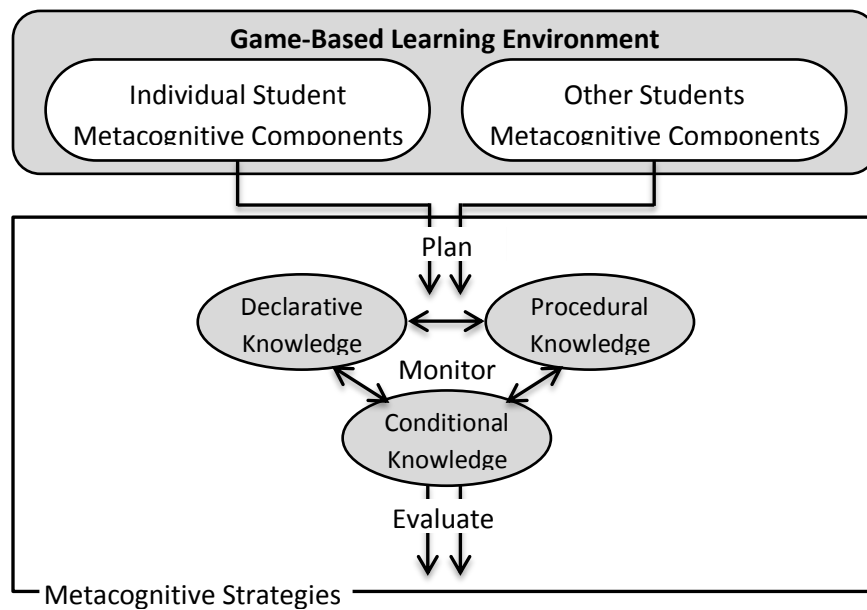 Game-Based Learning Environment
Individual Student
Metacognitive Components
Other Students
Metacognitive Components
Plan
Declarative
Knowledge
Procedural
Knowledge
Monitor
Conditional
Knowledge
Evaluate
Metacognitive Strategies